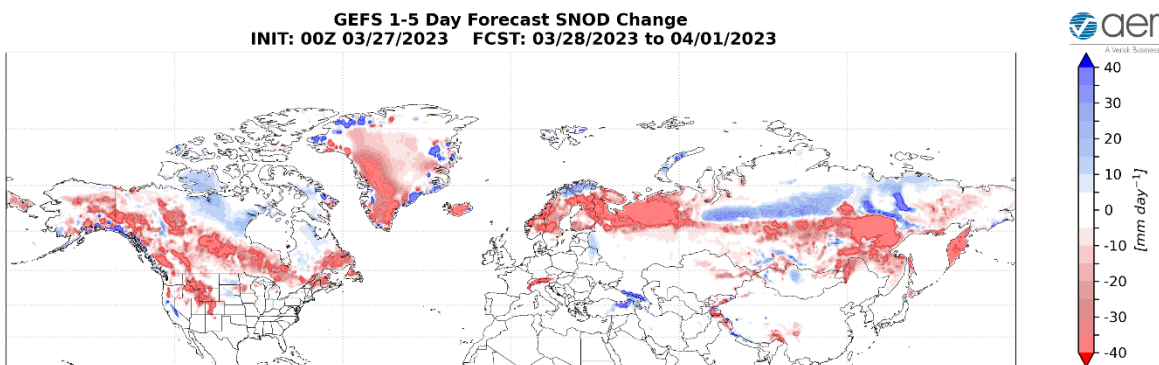 GEFS 1-5 Day Forecast SNOD Change
INIT: 00Z 03/27/2023    FCST: 03/28/2023 to 04/01/2023
aer
A Verisk Business
40
30
20
10
0
-10
-20
-30
-40
[mm day⁻¹]